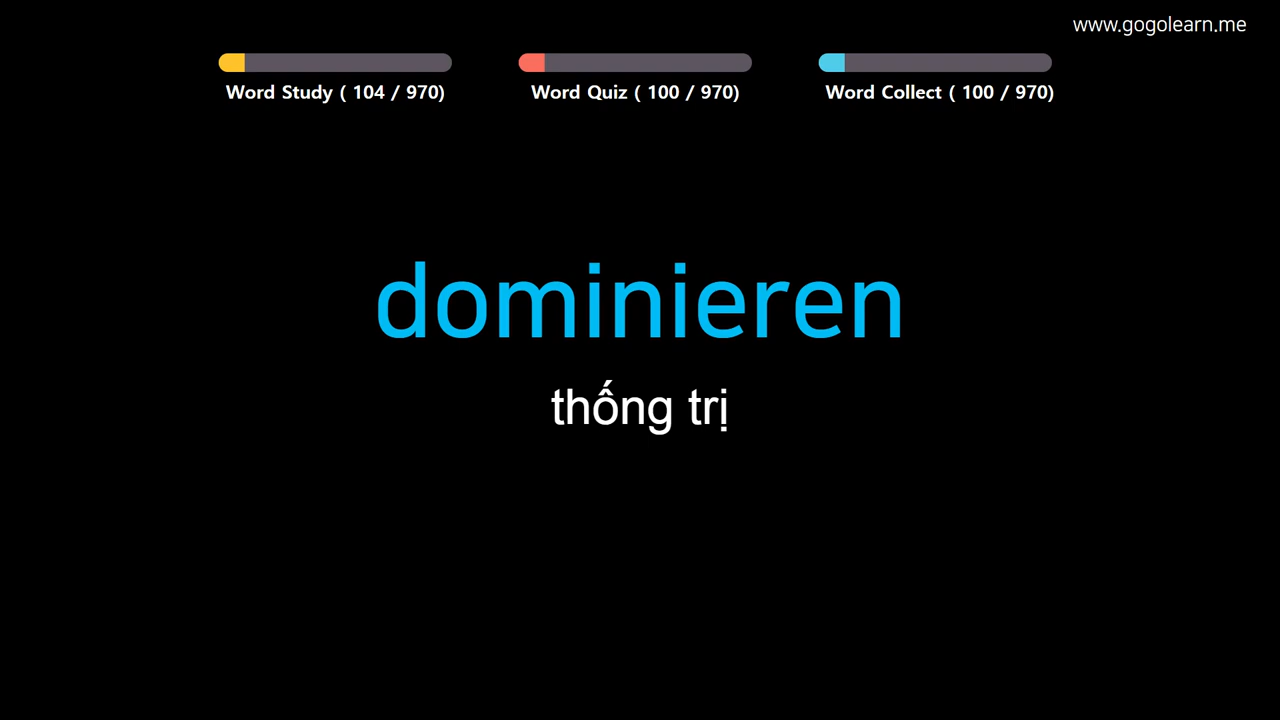 www.gogolearn.me
Word Study ( 104 / 970)
Word Quiz ( 100 / 970)
Word Collect ( 100 / 970)
dominieren
thống trị